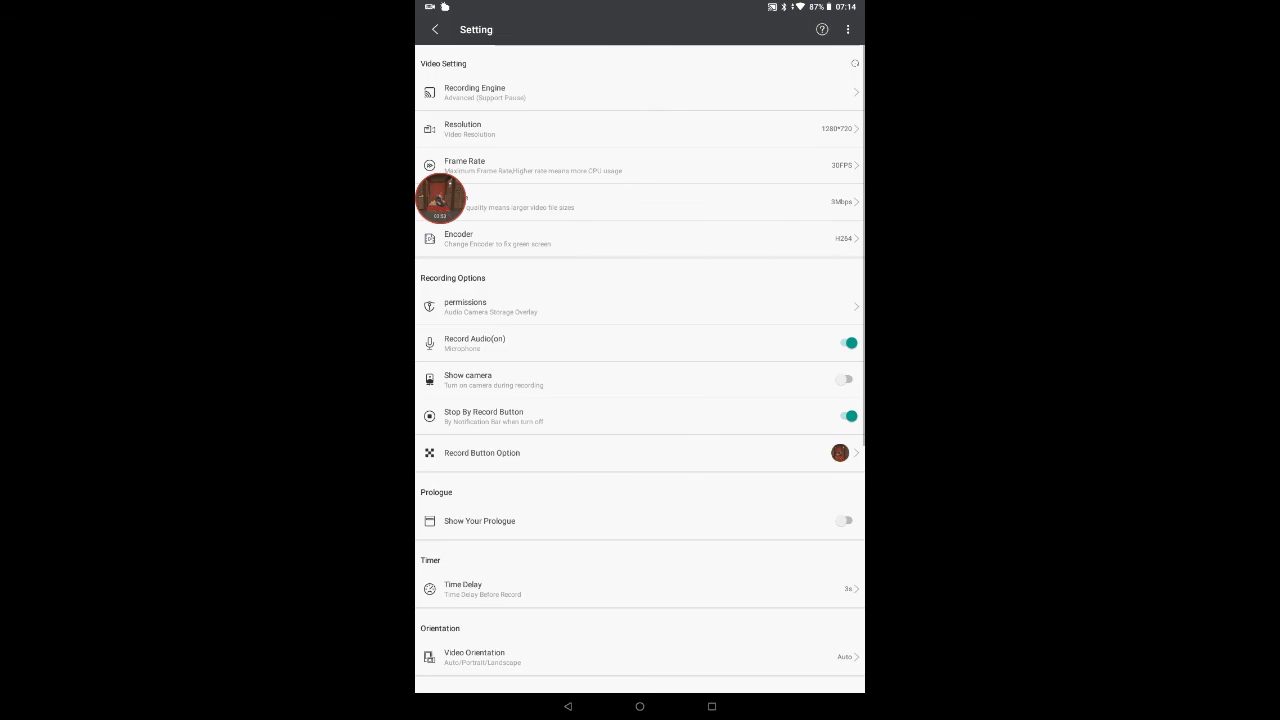 87% 07:14
Setting
Video Setting
Recording Engine
Advanced (Support Pause)
Resolution
Video Resolution
1280*720
Frame Rate
Maximum Frame Rate,Higher rate means more CPU usage
30FPS
quality means larger video file sizes
3Mbps
Encoder
Change Encoder to fix green screen
H264
Recording Options
permissions
Audio Camera Storage Overlay
Record Audio(on)
Microphone
Show camera
Turn on camera during recording
Stop By Record Button
By Notification Bar when turn off
Record Button Option
Prologue
Show Your Prologue
Timer
Time Delay
Time Delay Before Record
3s
Orientation
Video Orientation
Auto/Portrait/Landscape
Auto